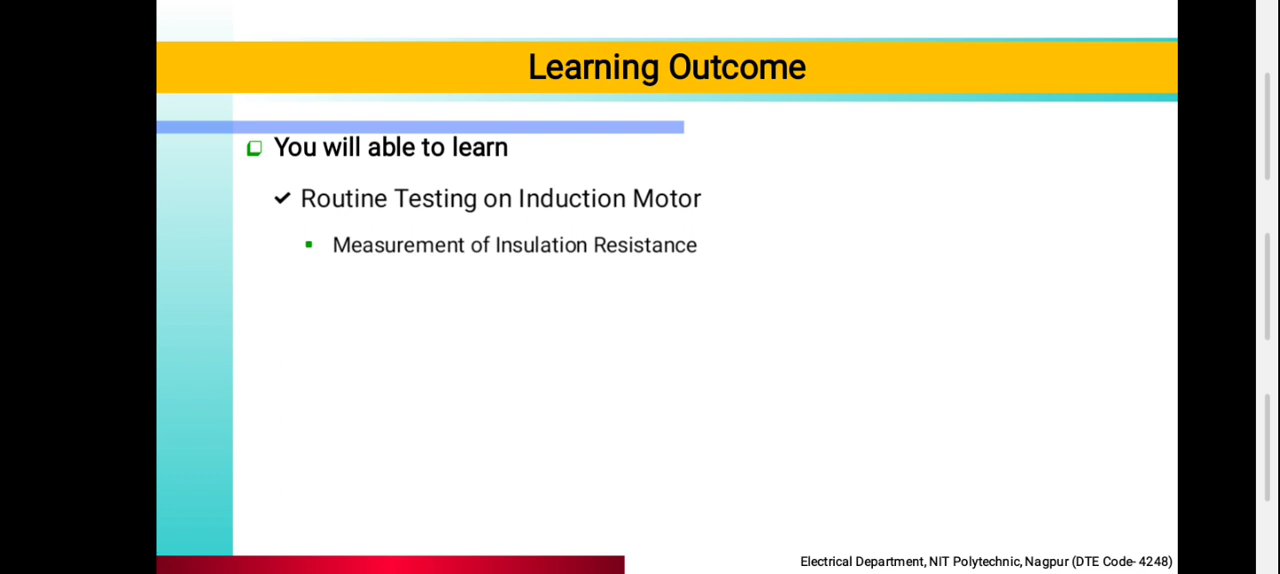 Learning Outcome
You will able to learn
Routine Testing on Induction Motor
Measurement of Insulation Resistance
Electrical Department, NIT Polytechnic, Nagpur (DTE Code- 4248)